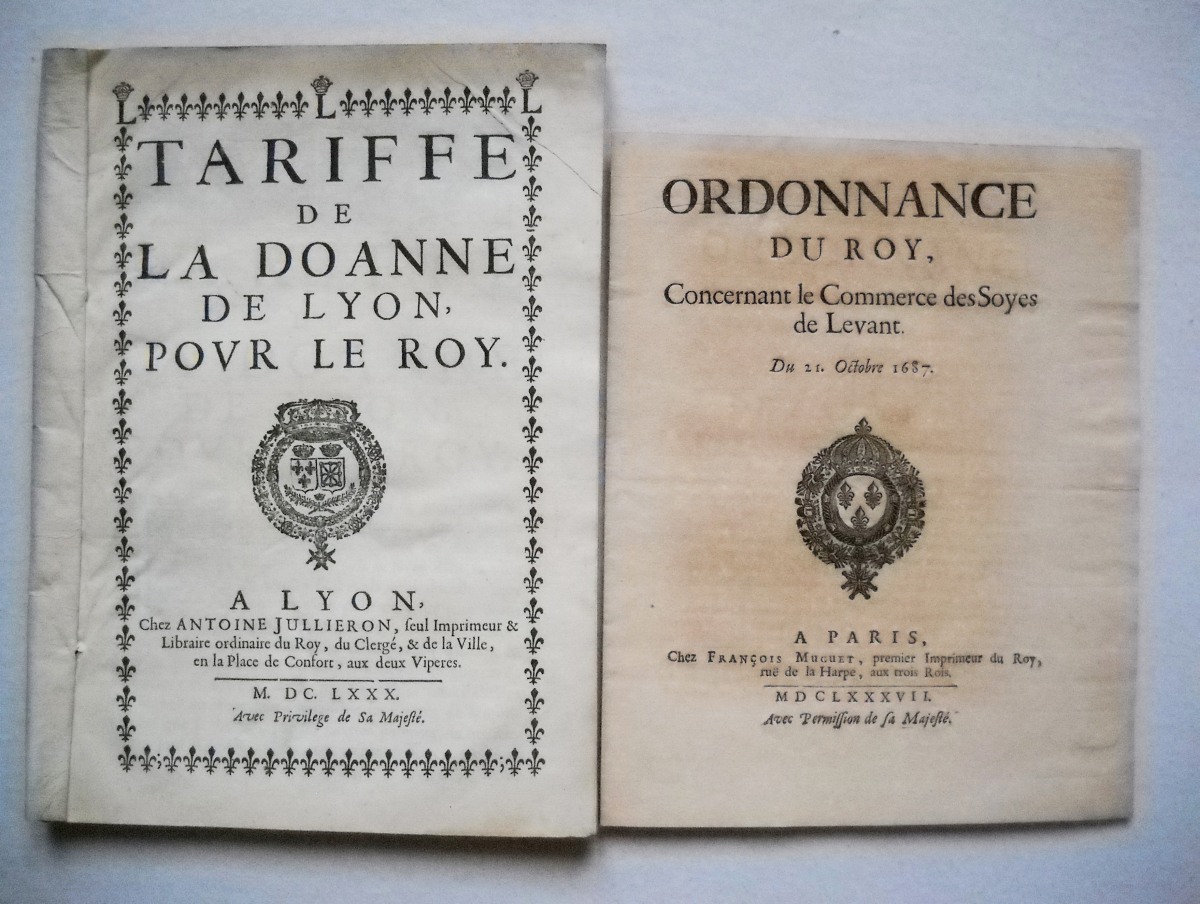 L L L
TARIFFE
DE
LA DOANNE
DE LYON,
POVR LE ROY.
A LYON,
Chez ANTOINE JULLIERON, seul Imprimeur &
Libraire ordinaire du Roy, du Clergé, & de la Ville,
en la Place de Confort, aux deux Viperes.
M. DC. LXXX.
Avec Privilege de Sa Majesté.
ORDONNANCE
DU ROY,
Concernant le Commerce des Soyes
de Levant.
Du 21. Octobre 1687.
A PARIS,
Chez FRANÇOIS MUGUET, premier Imprimeur du Roy,
ruë de la Harpe, aux trois Rois.
MDCLXXXVII.
Avec Permission de sa Majesté.